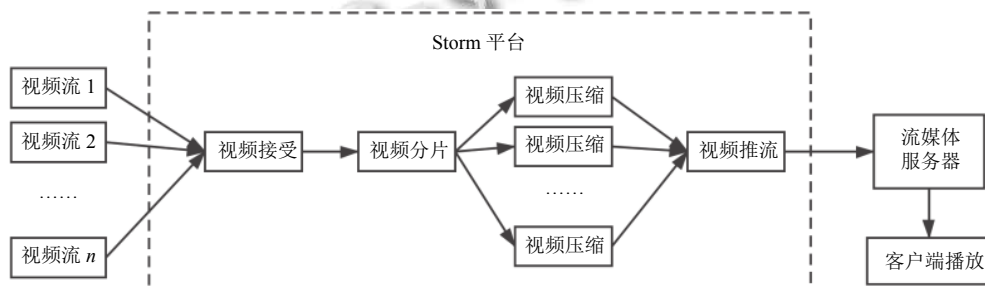 Storm 平台
视频流 1
视频流 2
……
视频流 n
视频接受
视频分片
视频压缩
视频压缩
……
视频压缩
视频推流
流媒体
服务器
客户端播放